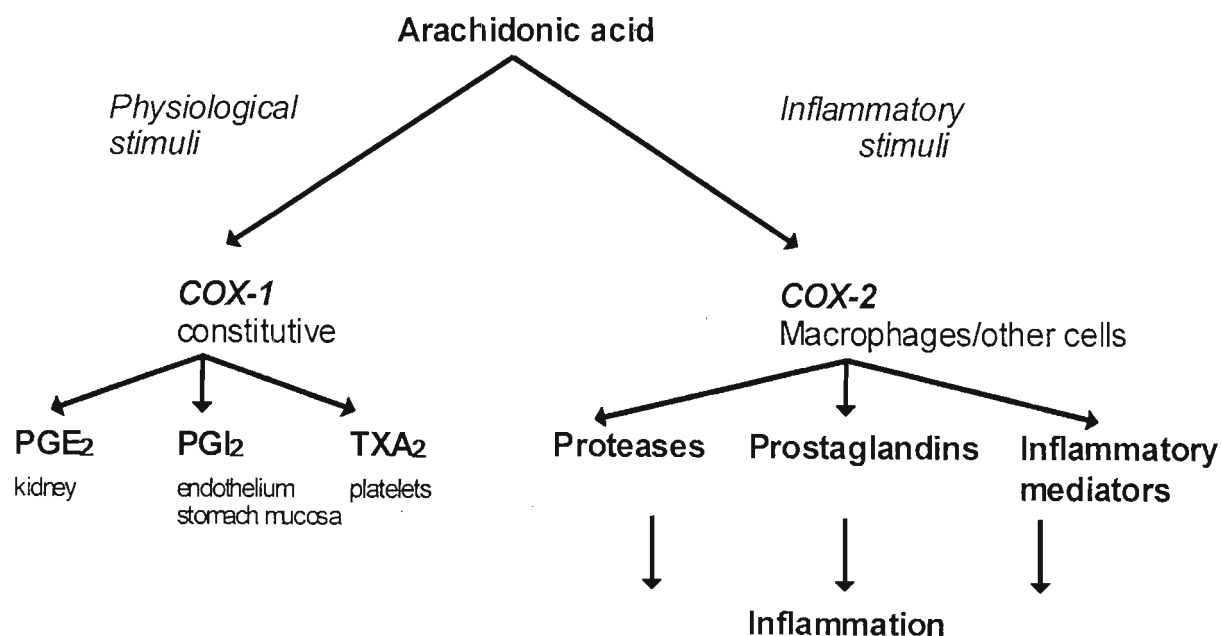 Arachidonic acid
Physiological
stimuli
Inflammatory
stimuli
COX-1
constitutive
COX-2
Macrophages/other cells
PGE2
kidney
PGI2
endothelium
stomach mucosa
TXA2
platelets
Proteases
Prostaglandins
Inflammatory
mediators
Inflammation